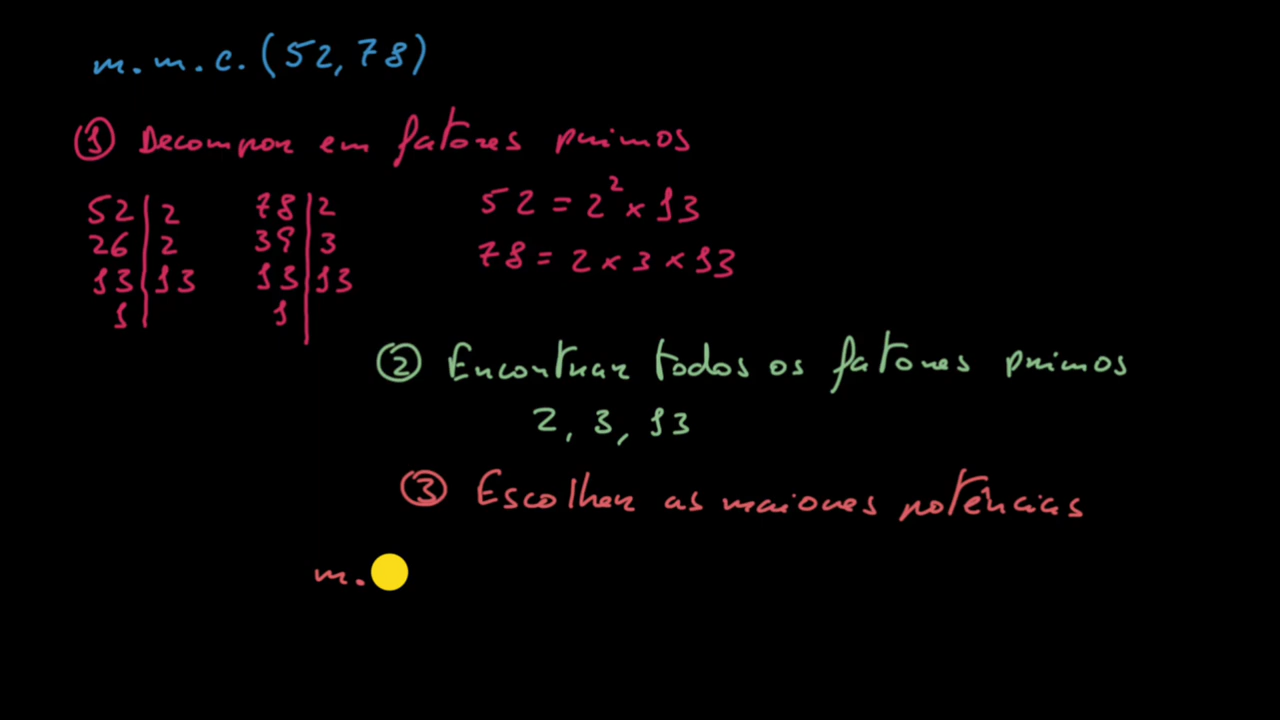 m.m.c.(52,78)
① Decompor em fatores primos
52|2 78|2 52 = 2² × 13
26|2 39|3 78 = 2 × 3 × 13
13|13 13|13
1| 1|
② Encontrar todos os fatores primos
2, 3, 13
③ Escolher as maiores potências
m.